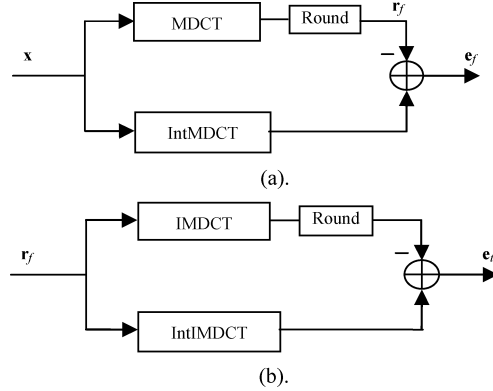 MDCT
Round
r_f
x
−
e_f
IntMDCT
(a).
IMDCT
Round
r_f
−
e_t
IntIMDCT
(b).